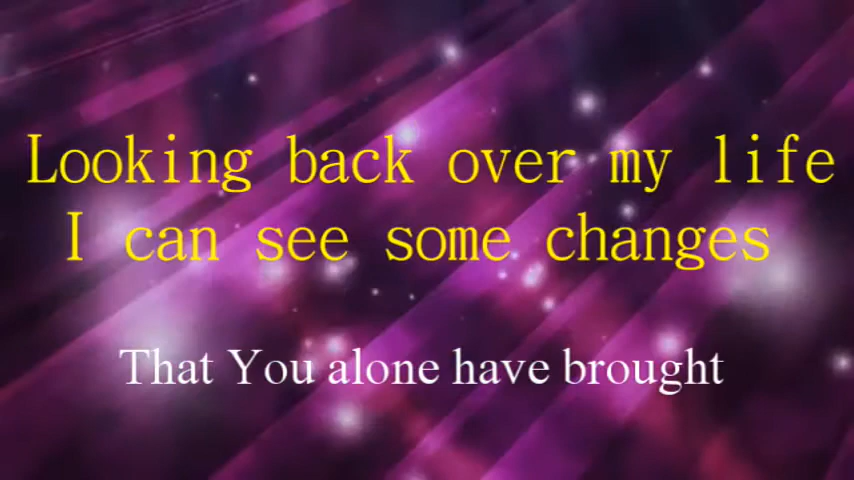 Looking back over my life
I can see some changes
That You alone have brought